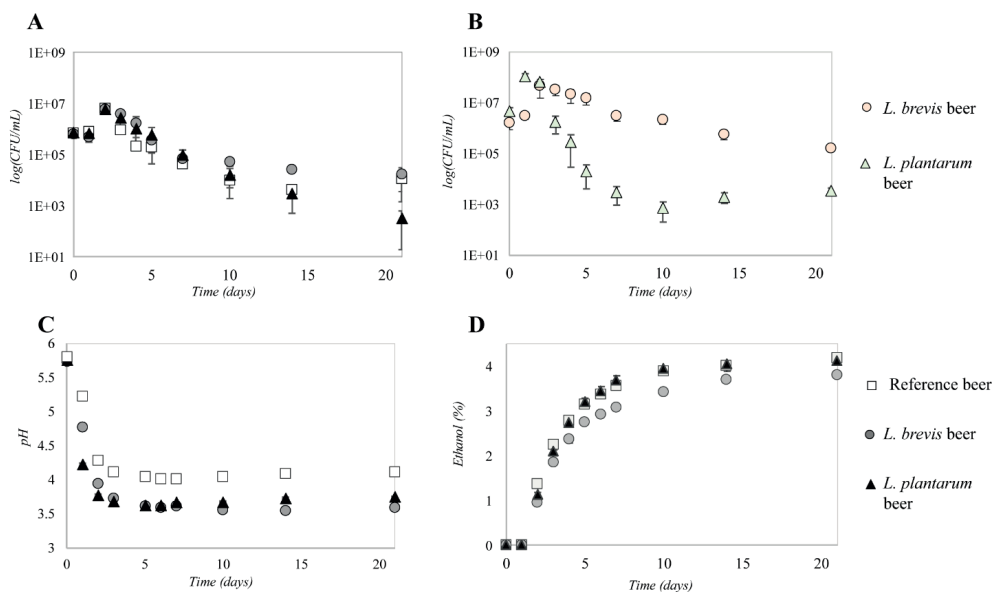 A
1E+09
1E+07
1E+05
1E+03
1E+01
log(CFU/mL)
0 5 10 15 20
Time (days)
B
1E+09
1E+07
1E+05
1E+03
1E+01
log(CFU/mL)
0 5 10 15 20
Time (days)
L. brevis beer
L. plantarum
beer
C
6
5.5
5
4.5
4
3.5
3
pH
0 5 10 15 20
Time (days)
D
4
3
2
1
0
Ethanol (%)
0 5 10 15 20
Time (days)
Reference beer
L. brevis beer
L. plantarum
beer